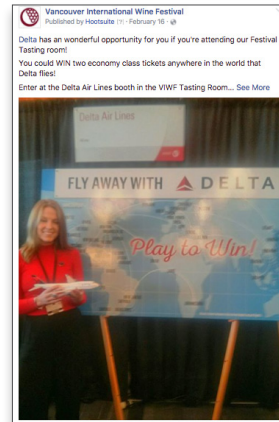 Vancouver International Wine Festival
Published by Hootsuite [?] · February 16 ·
Delta has an wonderful opportunity for you if you're attending our Festival
Tasting room!
You could WIN two economy class tickets anywhere in the world that
Delta flies!
Enter at the Delta Air Lines booth in the VIWF Tasting Room... See More
Delta Air Lines
FLY AWAY WITH DELTA
Play to Win!